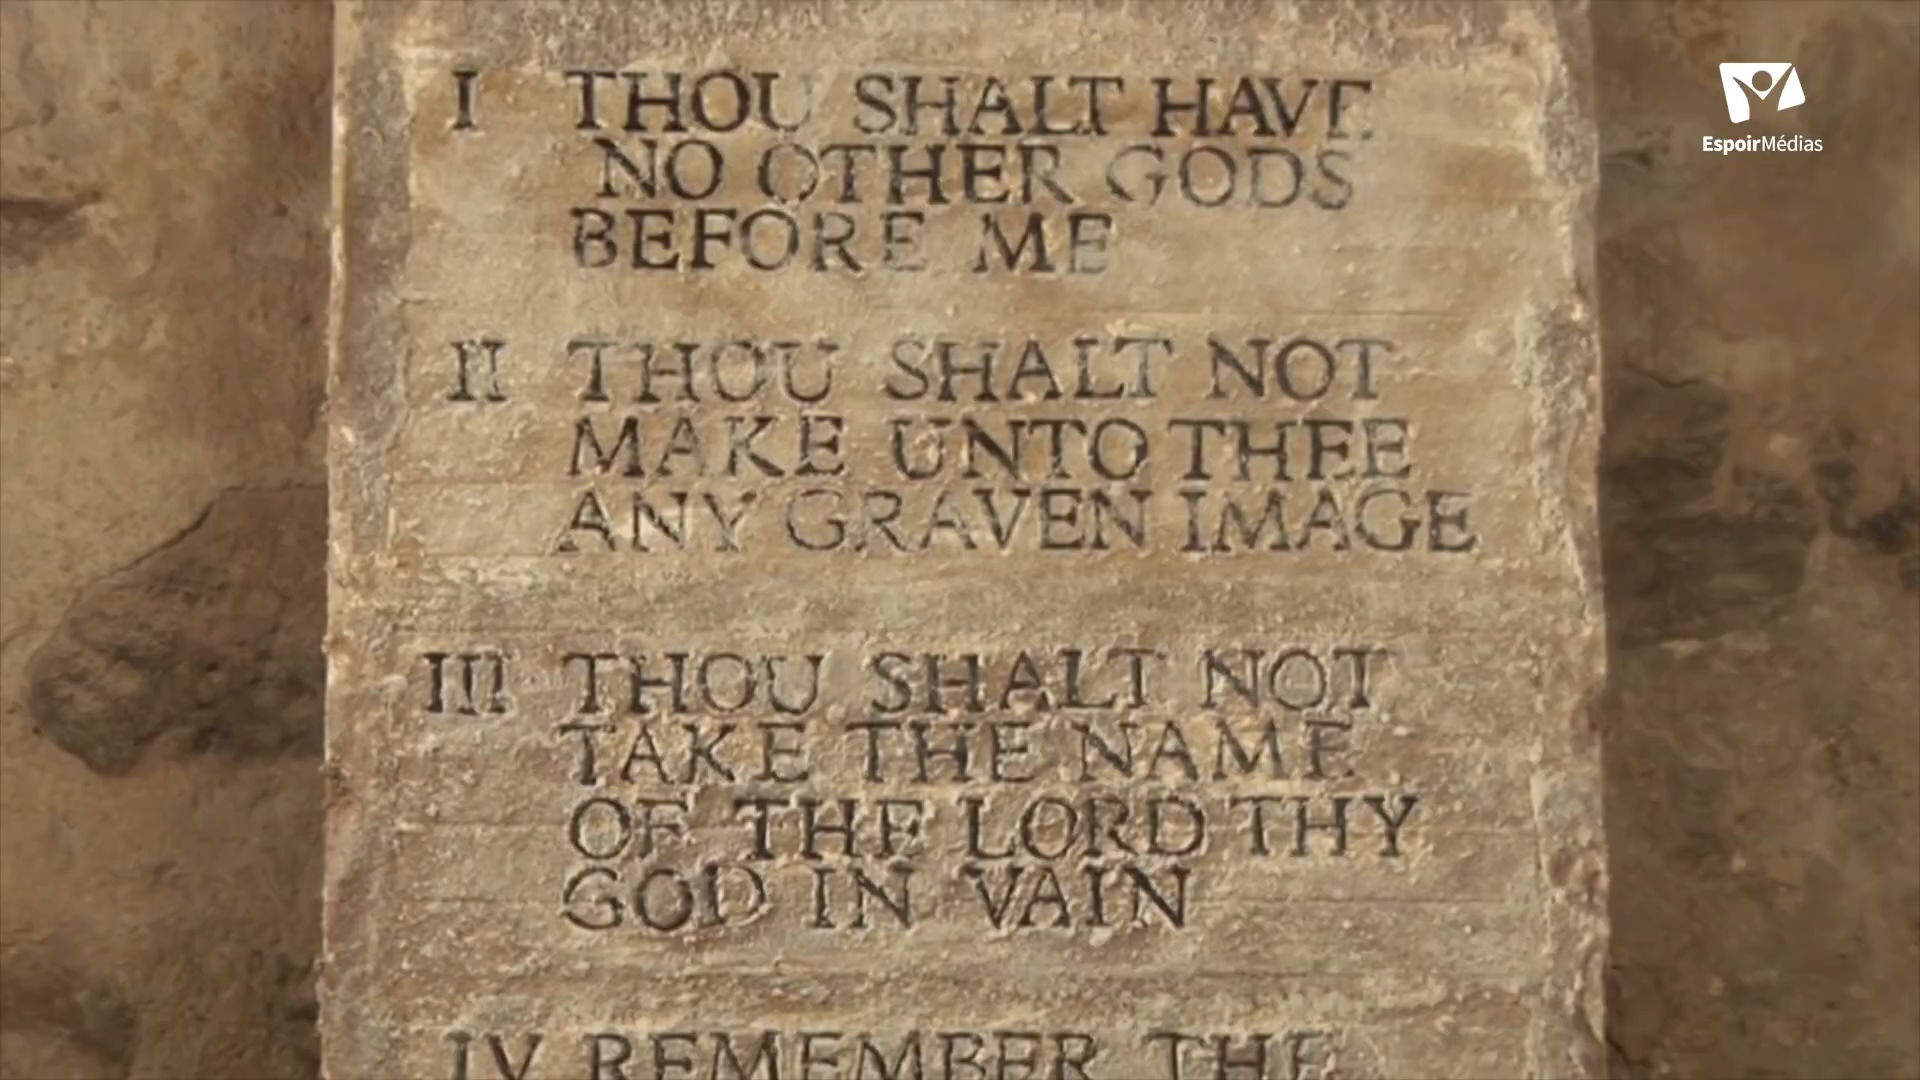 I THOU SHALT HAVE
NO OTHER GODS
BEFORE ME
II THOU SHALT NOT
MAKE UNTO THEE
ANY GRAVEN IMAGE
III THOU SHALT NOT
TAKE THE NAME
OF THE LORD THY
GOD IN VAIN
IV REMEMBER THE
EspoirMédias